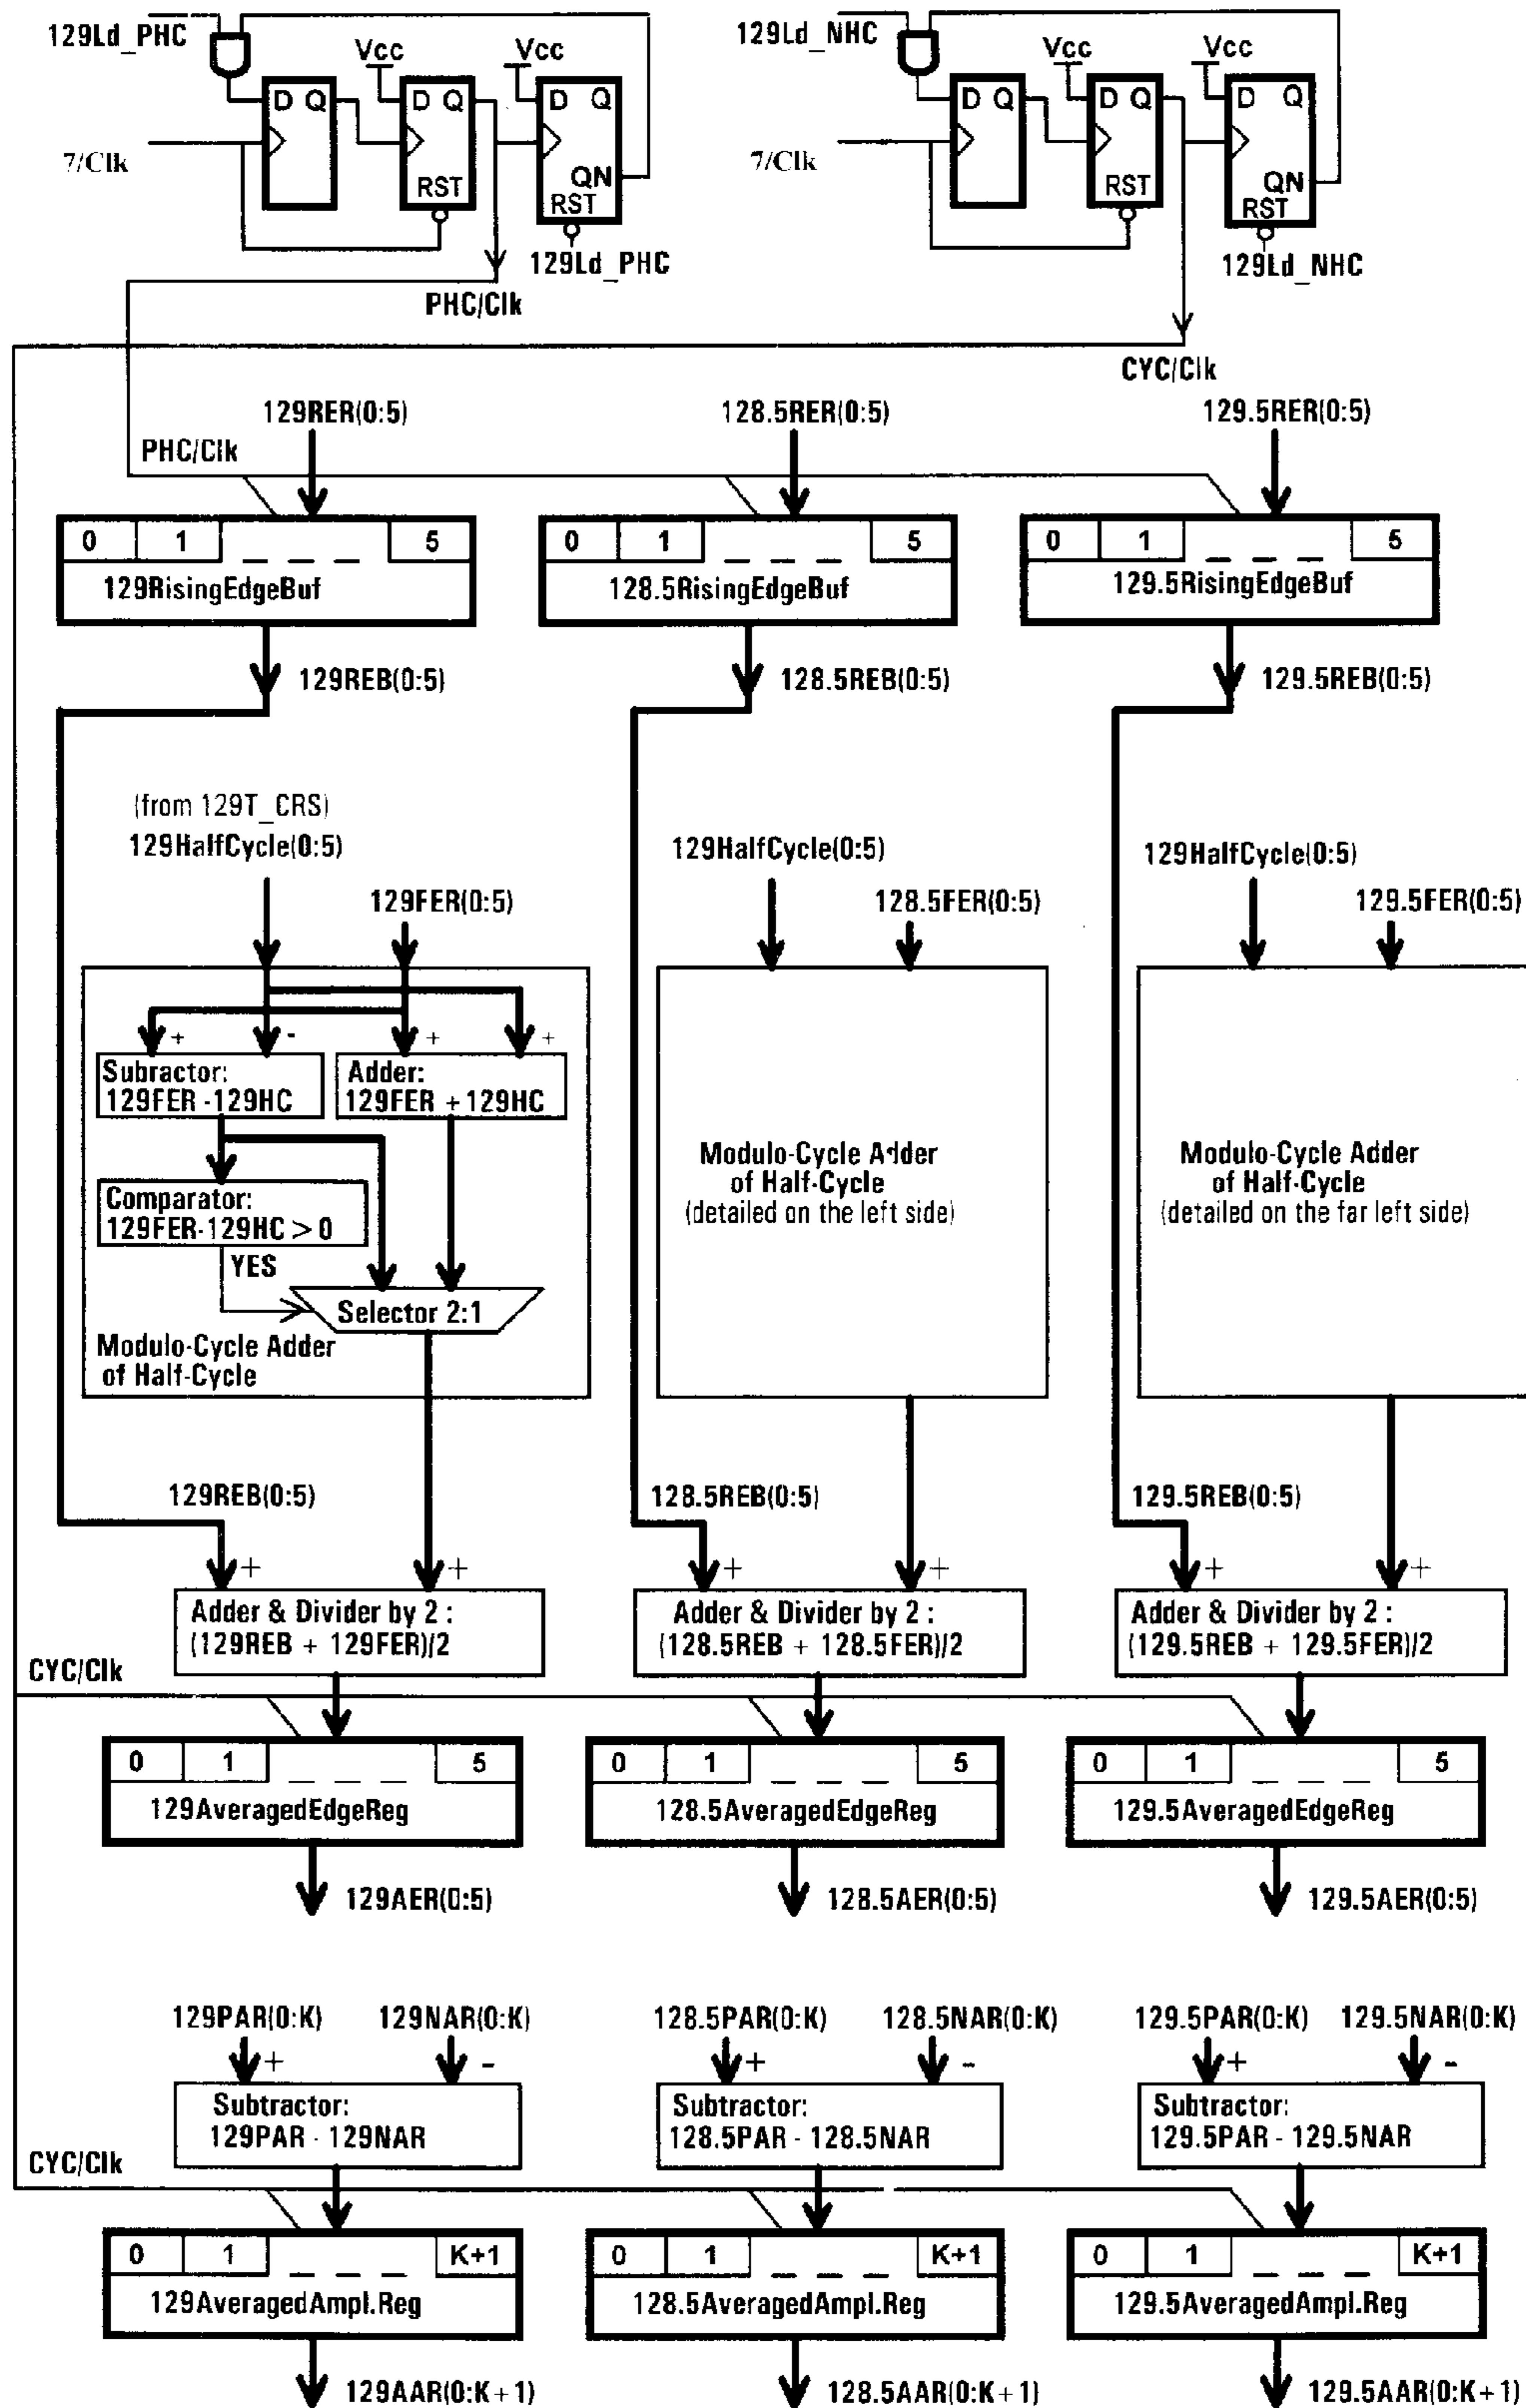 129Ld_PHC
Vcc
Vcc
D Q
D Q
D Q
7/Clk
RST
QN
RST
129Ld_PHC
PHC/Clk
129Ld_NHC
Vcc
Vcc
D Q
D Q
D Q
7/Clk
RST
QN
RST
129Ld_NHC
CYC/Clk
129RER(0:5) 128.5RER(0:5) 129.5RER(0:5)
PHC/Clk
0 1 _ _ _ 5 0 1 _ _ _ 5 0 1 _ _ _ 5
129RisingEdgeBuf 128.5RisingEdgeBuf 129.5RisingEdgeBuf
129REB(0:5) 128.5REB(0:5) 129.5REB(0:5)
(from 129T_CRS)
129HalfCycle(0:5) 129HalfCycle(0:5) 129HalfCycle(0:5)
129FER(0:5) 128.5FER(0:5) 129.5FER(0:5)
+ - + +
Subractor:
129FER -129HC
Adder:
129FER + 129HC
Comparator:
129FER-129HC > 0
YES
Selector 2:1
Modulo-Cycle Adder
of Half-Cycle
Modulo-Cycle Adder
of Half-Cycle
(detailed on the left side)
Modulo-Cycle Adder
of Half-Cycle
(detailed on the far left side)
129REB(0:5) 128.5REB(0:5) 129.5REB(0:5)
+ + + + + +
Adder & Divider by 2 :
(129REB + 129FER)/2
Adder & Divider by 2 :
(128.5REB + 128.5FER)/2
Adder & Divider by 2 :
(129.5REB + 129.5FER)/2
CYC/Clk
0 1 _ _ _ 5 0 1 _ _ _ 5 0 1 _ _ _ 5
129AveragedEdgeReg 128.5AveragedEdgeReg 129.5AveragedEdgeReg
129AER(0:5) 128.5AER(0:5) 129.5AER(0:5)
129PAR(0:K) 129NAR(0:K) 128.5PAR(0:K) 128.5NAR(0:K) 129.5PAR(0:K) 129.5NAR(0:K)
+ - + - + -
Subtractor:
129PAR - 129NAR
Subtractor:
128.5PAR - 128.5NAR
Subtractor:
129.5PAR - 129.5NAR
CYC/Clk
0 1 _ _ _ K+1 0 1 _ _ _ K+1 0 1 _ _ _ K+1
129AveragedAmpl.Reg 128.5AveragedAmpl.Reg 129.5AveragedAmpl.Reg
129AAR(0:K+1) 128.5AAR(0:K+1) 129.5AAR(0:K+1)